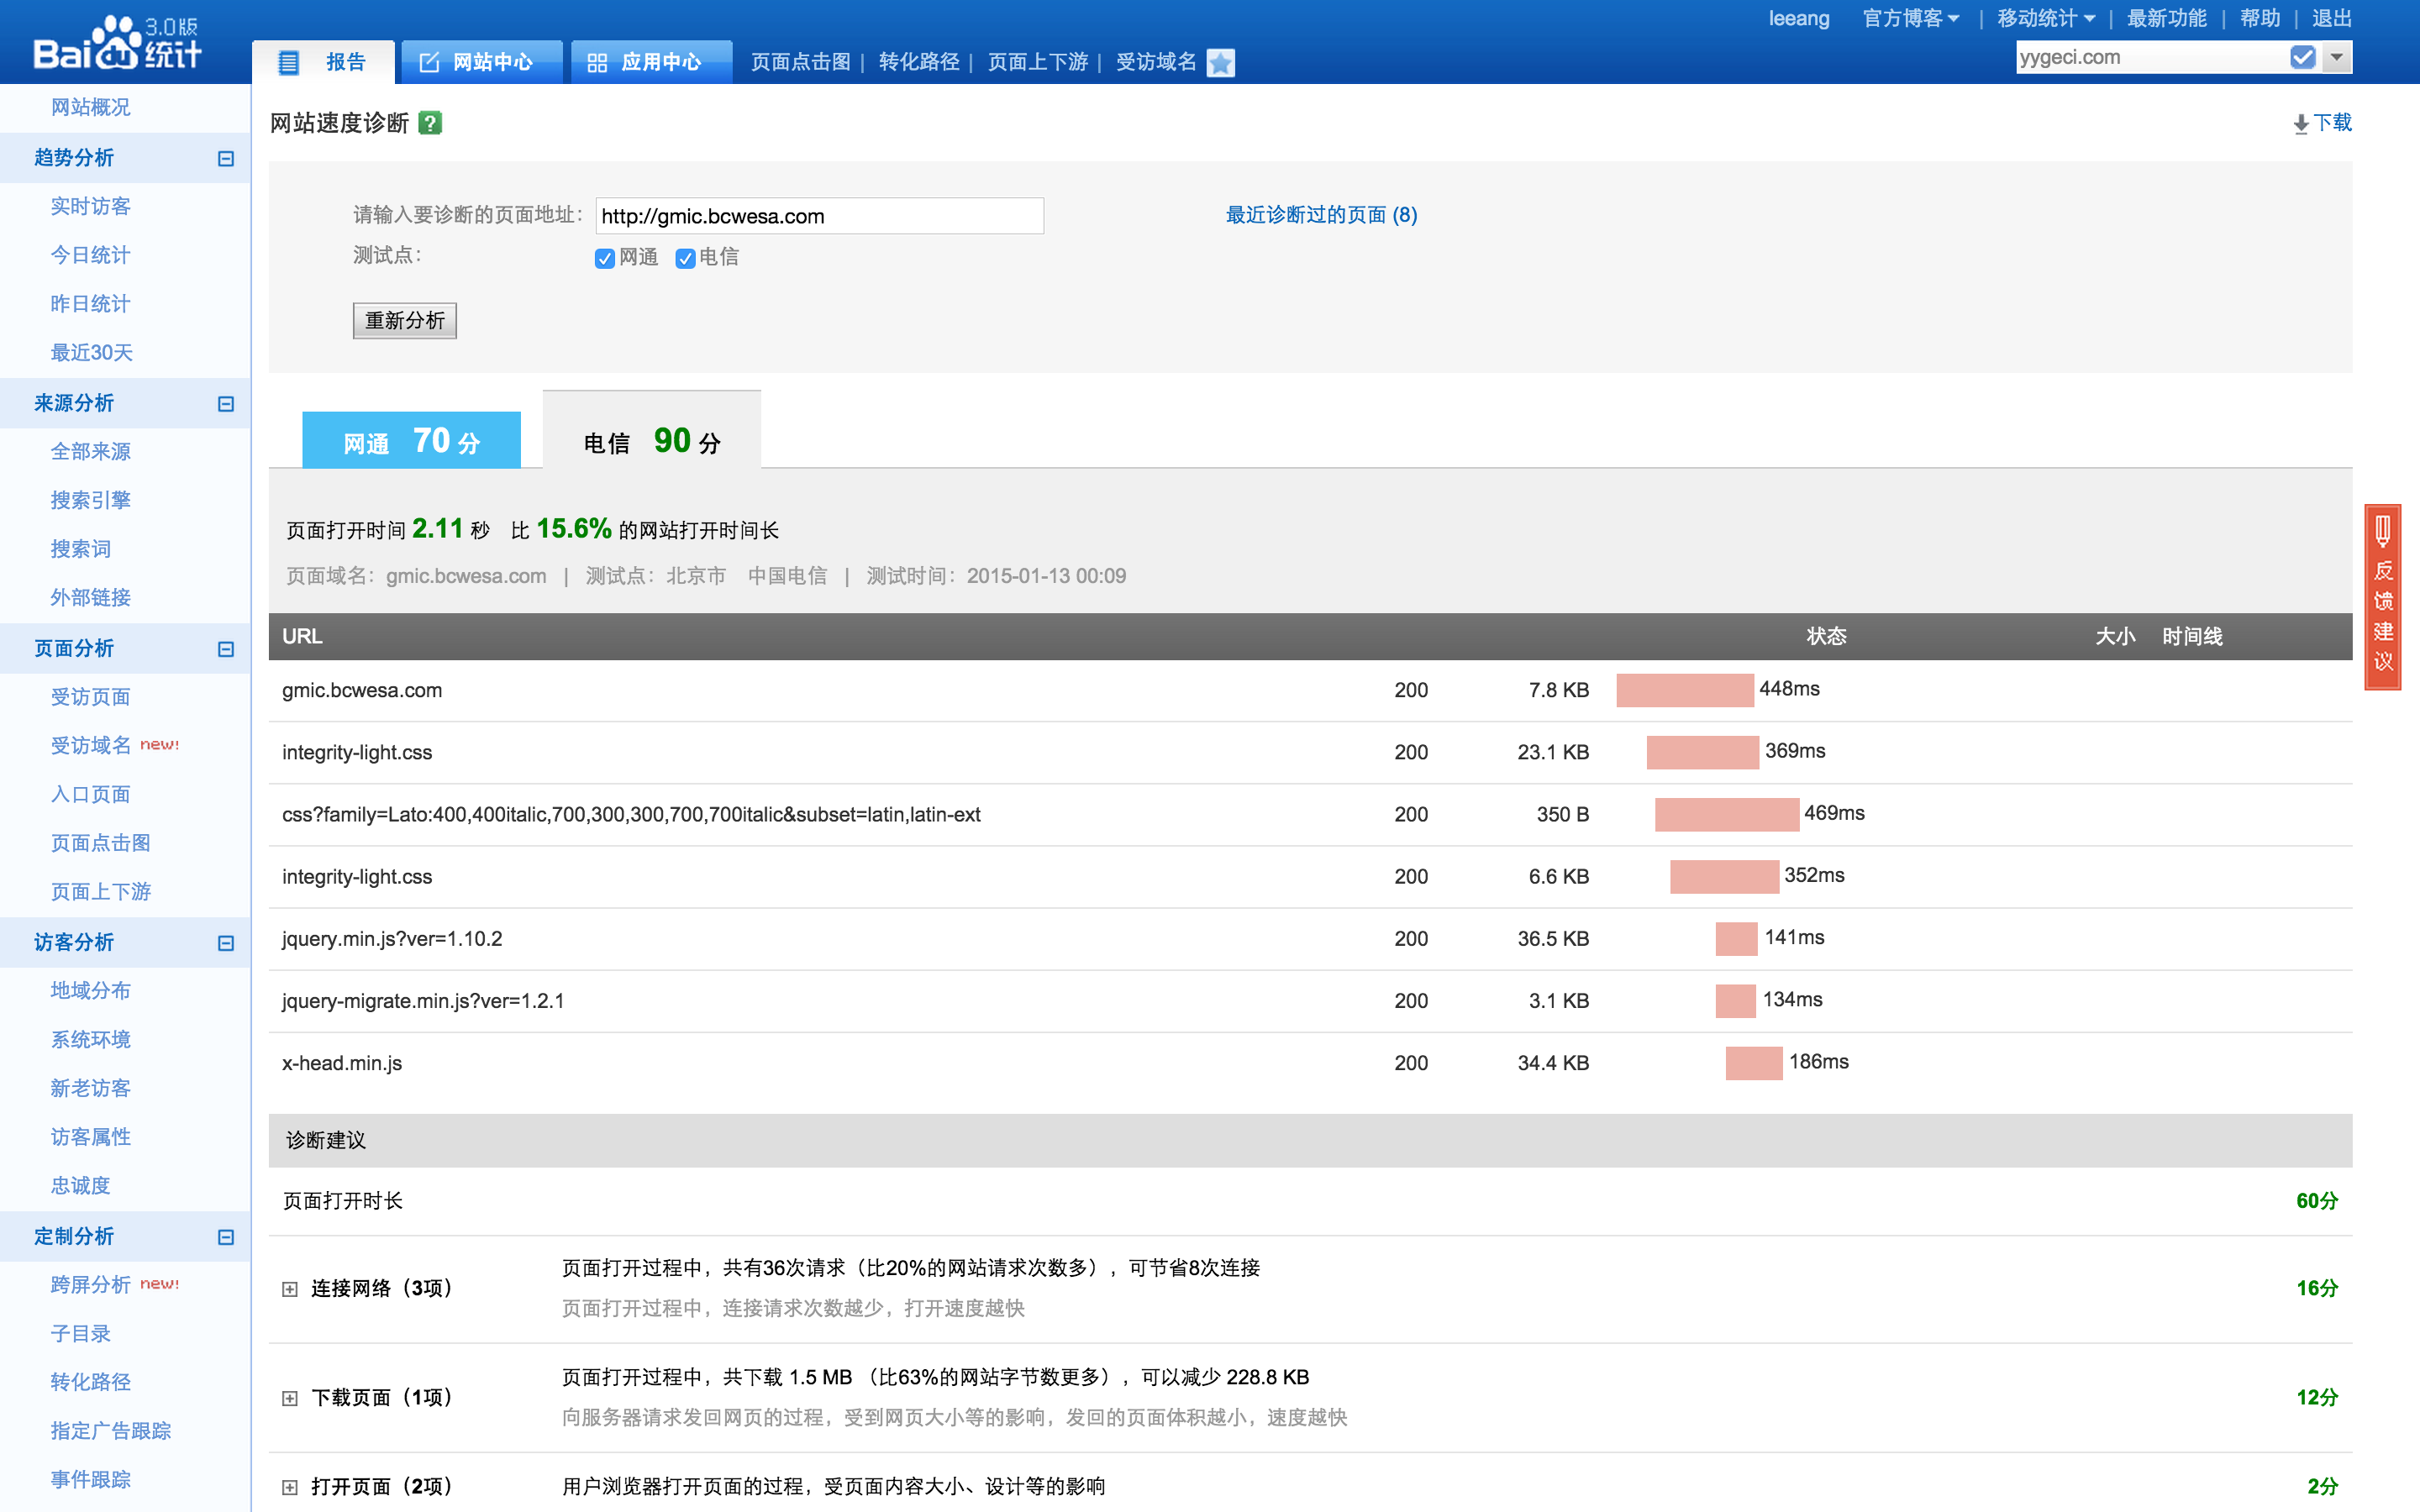 Bai du 统计 3.0版
leeang 官方博客 | 移动统计 | 最新功能 | 帮助 | 退出
报告 网站中心 应用中心 页面点击图 | 转化路径 | 页面上下游 | 受访域名
yygeci.com
网站概况
趋势分析
实时访客
今日统计
昨日统计
最近30天
来源分析
全部来源
搜索引擎
搜索词
外部链接
页面分析
受访页面
受访域名 new!
入口页面
页面点击图
页面上下游
访客分析
地域分布
系统环境
新老访客
访客属性
忠诚度
定制分析
跨屏分析 new!
子目录
转化路径
指定广告跟踪
事件跟踪
网站速度诊断 ?
下载
请输入要诊断的页面地址： http://gmic.bcwesa.com 最近诊断过的页面 (8)
测试点： 网通 电信
重新分析
网通 70 分 电信 90 分
页面打开时间 2.11 秒 比 15.6% 的网站打开时间长
页面域名：gmic.bcwesa.com | 测试点：北京市 中国电信 | 测试时间：2015-01-13 00:09
URL 状态 大小 时间线
gmic.bcwesa.com 200 7.8 KB 448ms
integrity-light.css 200 23.1 KB 369ms
css?family=Lato:400,400italic,700,300,300,700,700italic&subset=latin,latin-ext 200 350 B 469ms
integrity-light.css 200 6.6 KB 352ms
jquery.min.js?ver=1.10.2 200 36.5 KB 141ms
jquery-migrate.min.js?ver=1.2.1 200 3.1 KB 134ms
x-head.min.js 200 34.4 KB 186ms
诊断建议
页面打开时长 60分
连接网络（3项） 页面打开过程中，共有36次请求（比20%的网站请求次数多），可节省8次连接 16分
页面打开过程中，连接请求次数越少，打开速度越快
下载页面（1项） 页面打开过程中，共下载 1.5 MB （比63%的网站字节数更多），可以减少 228.8 KB 12分
向服务器请求发回网页的过程，受到网页大小等的影响，发回的页面体积越小，速度越快
打开页面（2项） 用户浏览器打开页面的过程，受页面内容大小、设计等的影响 2分
反馈建议